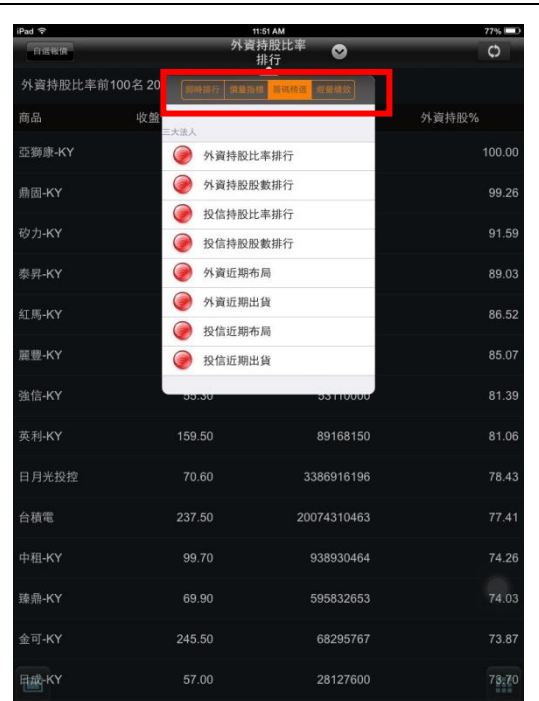 iPad 11:51 AM 77%
自選報價 外資持股比率
排行
外資持股比率前100名 20
即時排行 價量指標 籌碼精選 經營績效
商品 收盤 外資持股%
三大法人
亞獅康-KY 100.00
外資持股比率排行
外資持股股數排行
鼎固-KY 99.26
投信持股比率排行
矽力-KY 91.59
投信持股股數排行
泰昇-KY 89.03
外資近期布局
外資近期出貨
紅馬-KY 86.52
投信近期布局
麗豐-KY 85.07
投信近期出貨
強信-KY 55.30 53110000 81.39
英利-KY 159.50 89168150 81.06
日月光投控 70.60 3386916196 78.43
台積電 237.50 20074310463 77.41
中租-KY 99.70 938930464 74.26
臻鼎-KY 69.90 595832653 74.03
金可-KY 245.50 68295767 73.87
日成-KY 57.00 28127600 73.70